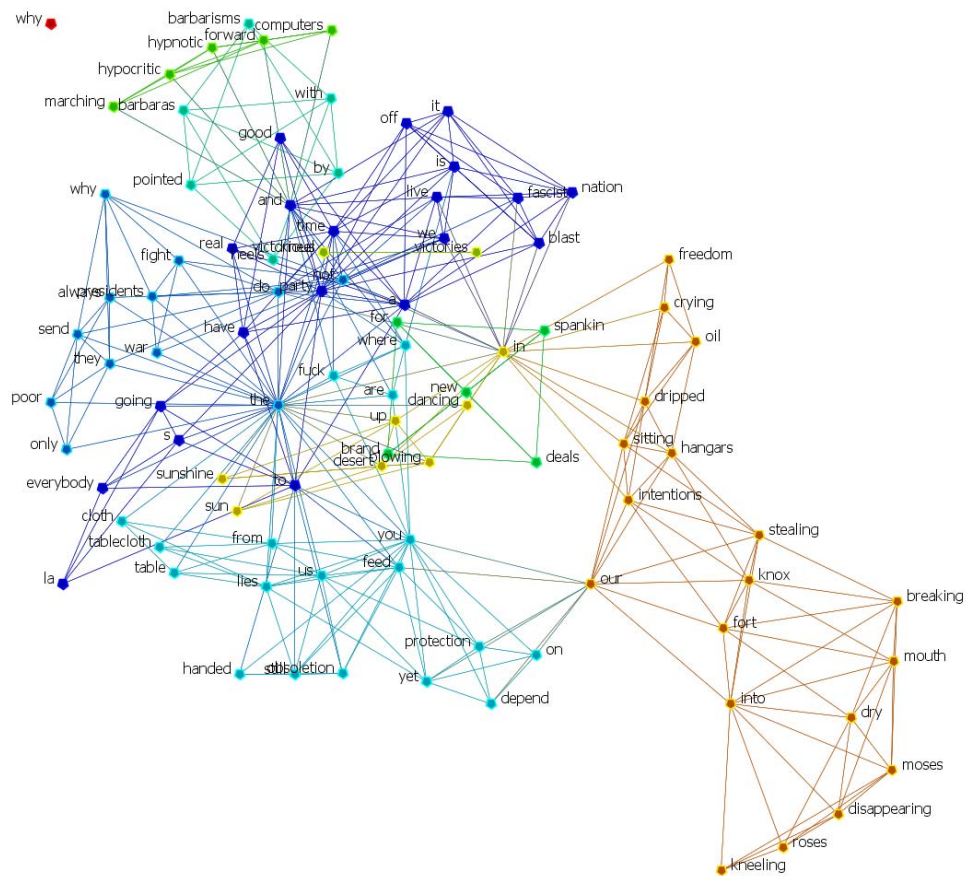 why
barbarisms
computers
forward
hypnotic
hypocritic
marching
barbaras
with
it
off
good
by
is
pointed
live
fascist
nation
why
and
time
we
blast
real
victories
heels
fight
not
freedom
always
presidents
do
party
a
crying
send
have
for
spankin
they
war
where
in
oil
fuck
poor
are
new
dancing
dripped
going
the
only
s
up
sitting
brand
hangars
sunshine
desert
blowing
deals
everybody
to
intentions
cloth
sun
you
stealing
tablecloth
from
table
us
feed
la
lies
our
knox
breaking
fort
protection
mouth
handed
still
obsoletion
yet
on
depend
into
dry
moses
disappearing
roses
kneeling